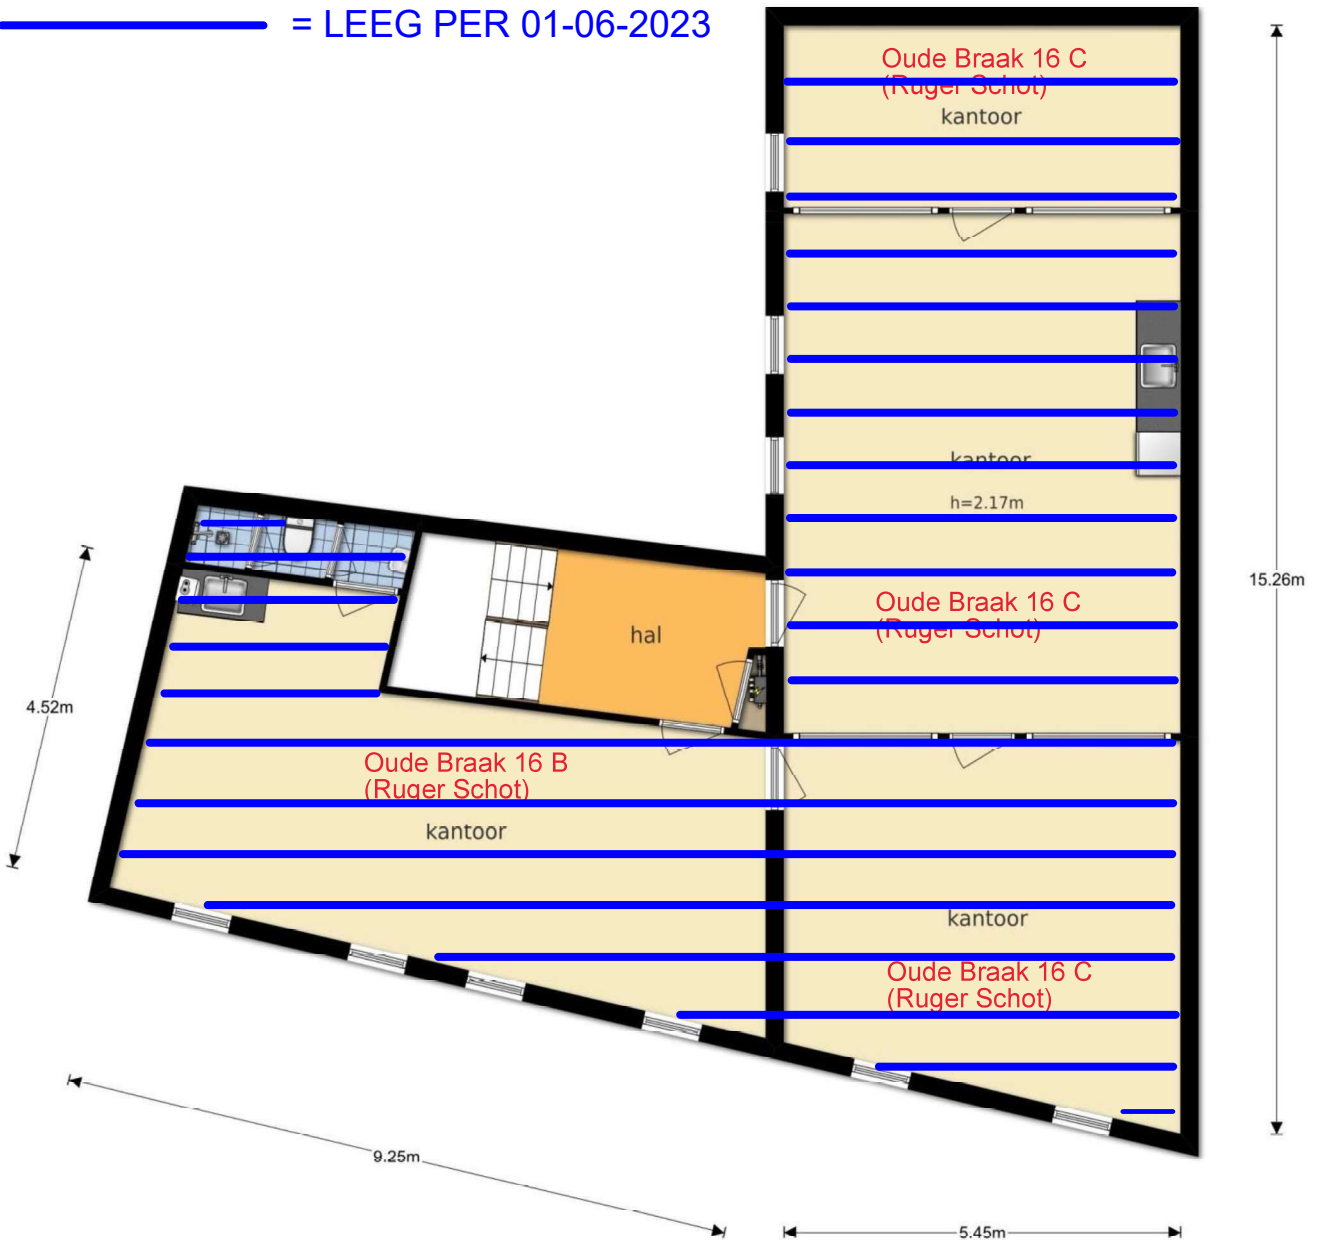 = LEEG PER 01-06-2023
Oude Braak 16 C
(Ruger Schot)
kantoor
kantoor
h=2.17m
Oude Braak 16 C
(Ruger Schot)
15.26m
hal
4.52m
Oude Braak 16 B
(Ruger Schot)
kantoor
kantoor
Oude Braak 16 C
(Ruger Schot)
9.25m
5.45m